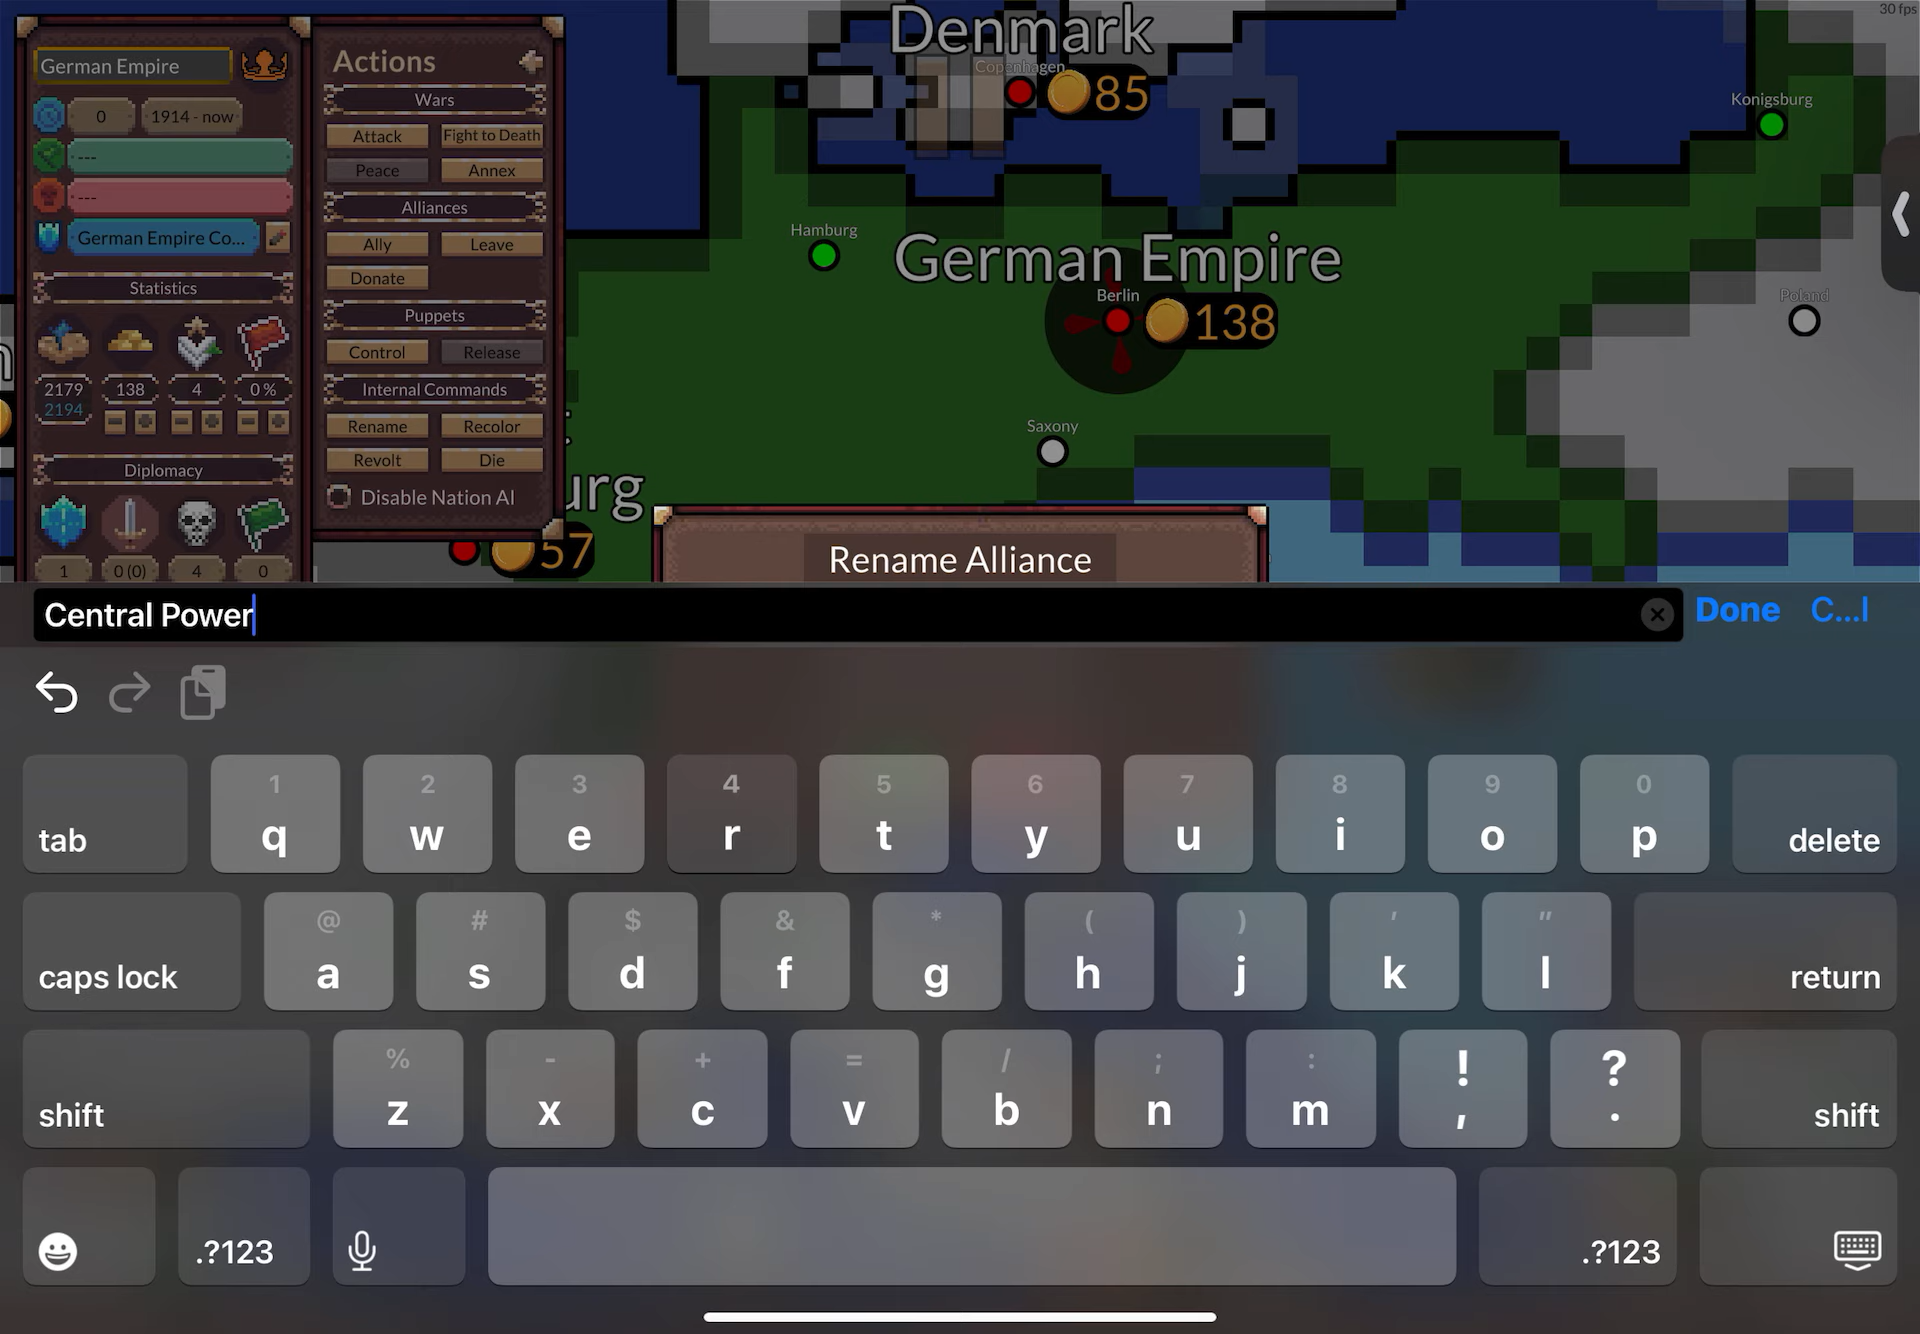 30 fps
German Empire
0
1914 - now
---
---
German Empire Co...
Statistics
2179
2194
138
4
0 %
Diplomacy
1
0 (0)
4
0
Actions
Wars
Attack
Fight to Death
Peace
Annex
Alliances
Ally
Leave
Donate
Puppets
Control
Release
Internal Commands
Rename
Recolor
Revolt
Die
Disable Nation AI
Denmark
Copenhagen
85
Konigsburg
Hamburg
German Empire
Berlin
138
Poland
Saxony
urg
57
Rename Alliance
Central Power
Done
C...l
tab
1 2 3 4 5 6 7 8 9 0
q w e r t y u i o p
delete
@ # $ & * ( ) ' "
caps lock
a s d f g h j k l
return
% - + = / ; : ! ?
shift
z x c v b n m , .
shift
.?123
.?123